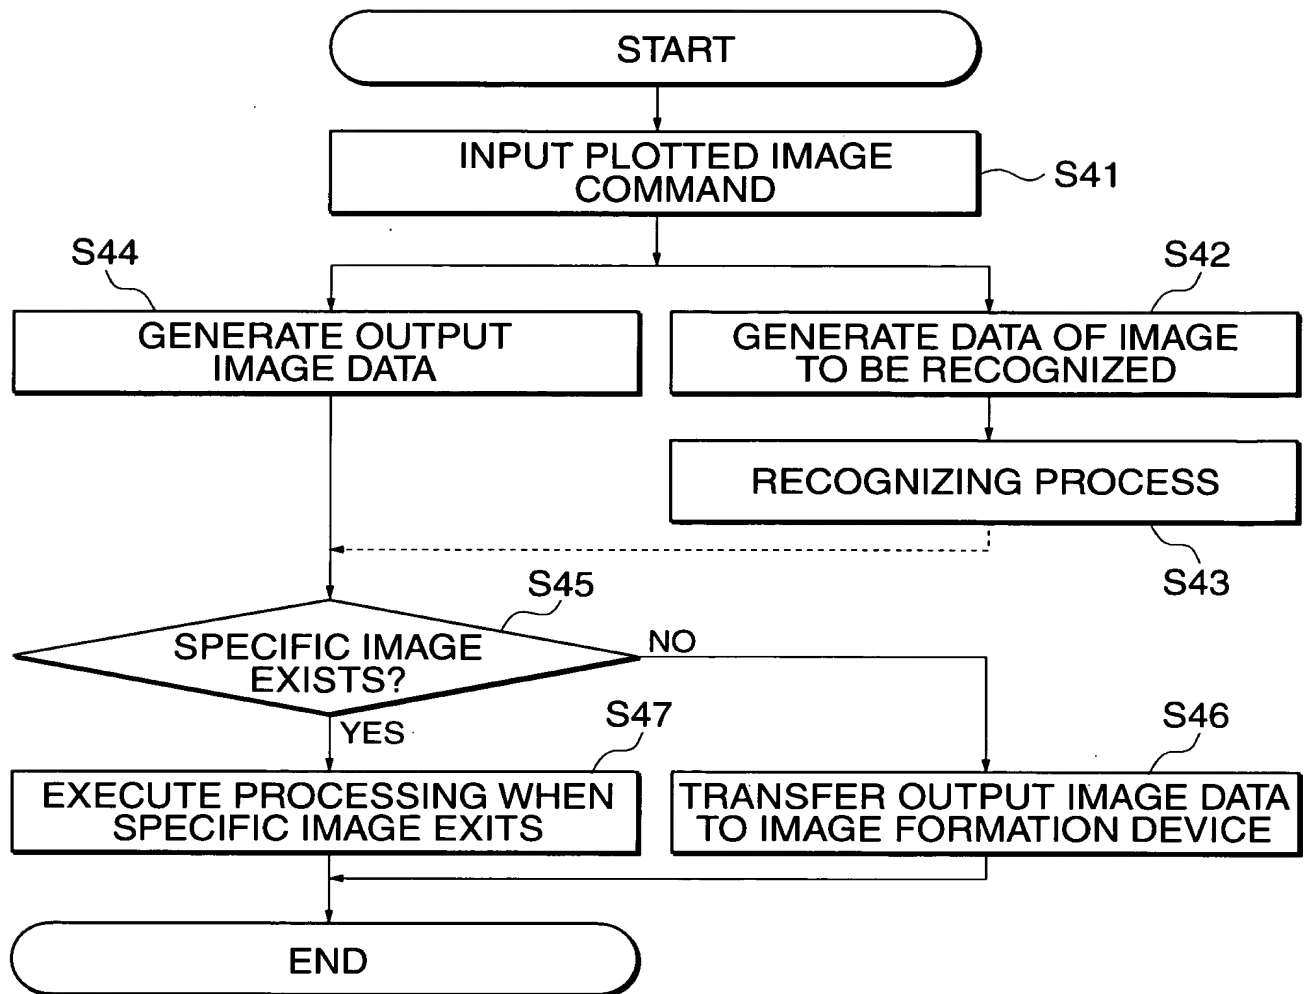 START
INPUT PLOTTED IMAGE
COMMAND
S41
S44
S42
GENERATE OUTPUT
IMAGE DATA
GENERATE DATA OF IMAGE
TO BE RECOGNIZED
RECOGNIZING PROCESS
S43
S45
SPECIFIC IMAGE
EXISTS?
NO
YES
S47
S46
EXECUTE PROCESSING WHEN
SPECIFIC IMAGE EXITS
TRANSFER OUTPUT IMAGE DATA
TO IMAGE FORMATION DEVICE
END